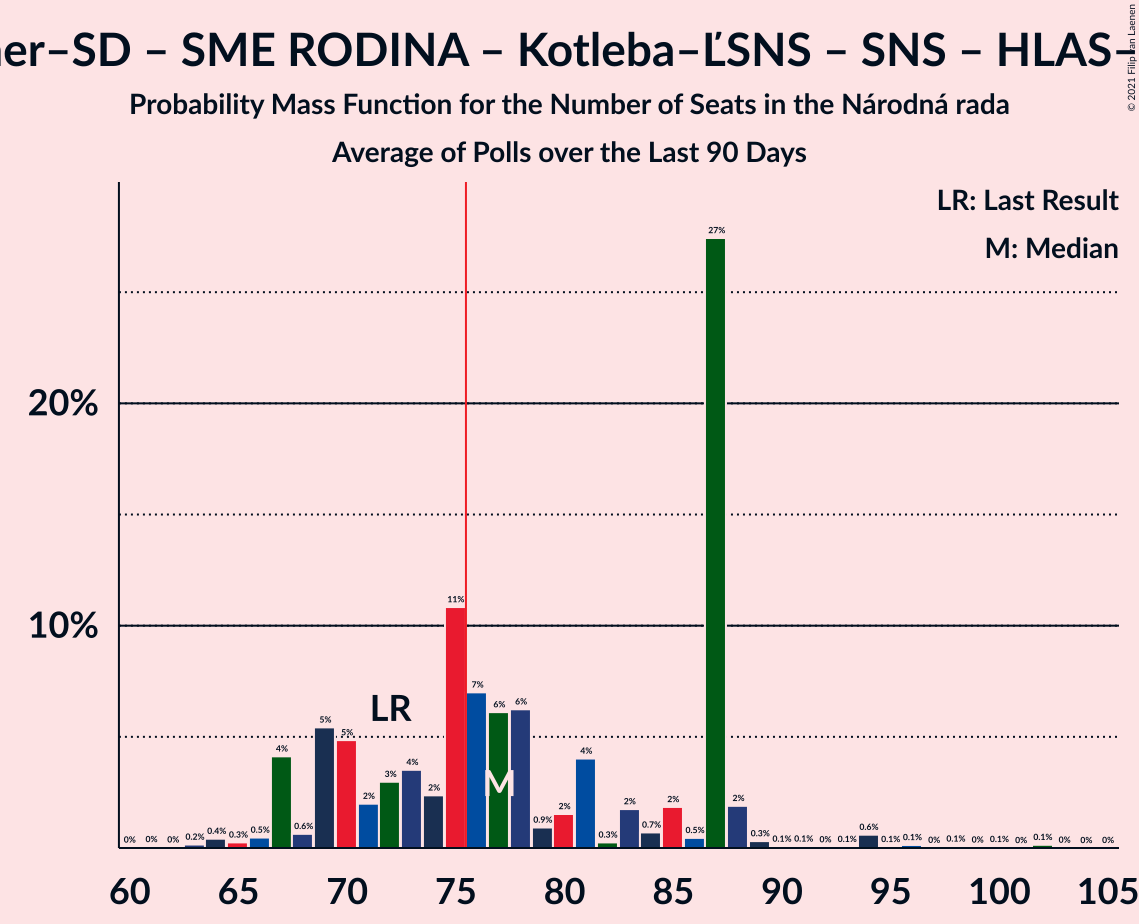 er–SD – SME RODINA – Kotleba–ĽSNS – SNS – HLAS–
© 2021 Filip van Laenen
Probability Mass Function for the Number of Seats in the Národná rada
Average of Polls over the Last 90 Days
LR: Last Result
M: Median
27%
20%
11%
10%
7%
6%
6%
LR
5%
5%
4%
4%
4%
3%
2%
2%
2%
2%
2%
2%
M
0% 0% 0% 0.2% 0.4% 0.3% 0.5% 0.6% 0.9% 0.3% 0.7% 0.5% 0.3% 0.1% 0.1% 0% 0.1% 0.6% 0.1% 0.1% 0% 0.1% 0% 0.1% 0% 0.1% 0% 0% 0%
60 65 70 75 80 85 90 95 100 105